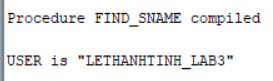 Procedure FIND_SNAME compiled
USER is "LETHANHTINH_LAB3"